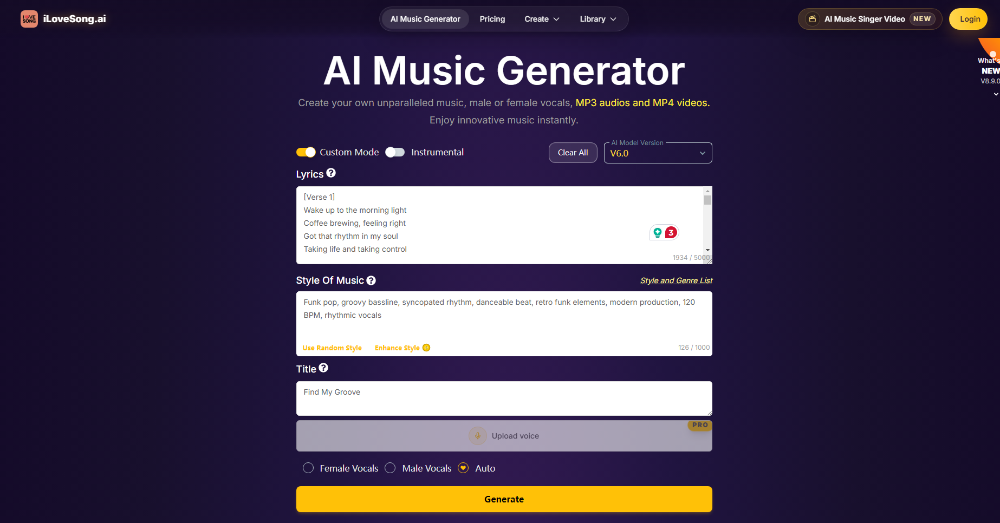 I LOVE
SONG
iLoveSong.ai
AI Music Generator
Pricing
Create
Library
AI Music Singer Video NEW
Login
What's
NEW
V8.9.0
AI Music Generator
Create your own unparalleled music, male or female vocals, MP3 audios and MP4 videos.
Enjoy innovative music instantly.
Custom Mode
Instrumental
Clear All
AI Model Version
V6.0
Lyrics ?
[Verse 1]
Wake up to the morning light
Coffee brewing, feeling right
Got that rhythm in my soul
Taking life and taking control
3
1934 / 5000
Style Of Music ?
Style and Genre List
Funk pop, groovy bassline, syncopated rhythm, danceable beat, retro funk elements, modern production, 120
BPM, rhythmic vocals
Use Random Style
Enhance Style
126 / 1000
Title ?
Find My Groove
PRO
Upload voice
Female Vocals
Male Vocals
Auto
Generate